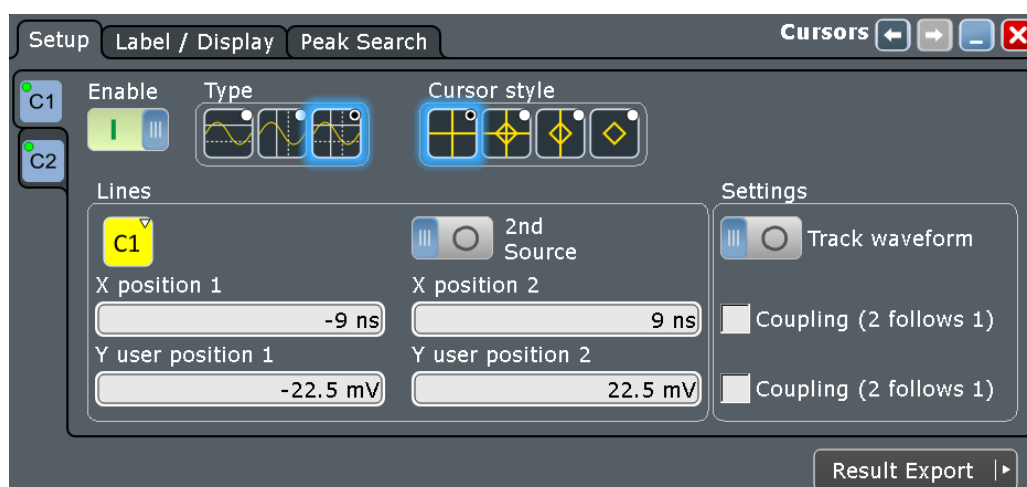 Setup Label / Display Peak Search Cursors
C1
Enable Type Cursor style
C2
Lines Settings
C1 2nd Source Track waveform
X position 1 X position 2
-9 ns 9 ns Coupling (2 follows 1)
Y user position 1 Y user position 2
-22.5 mV 22.5 mV Coupling (2 follows 1)
Result Export